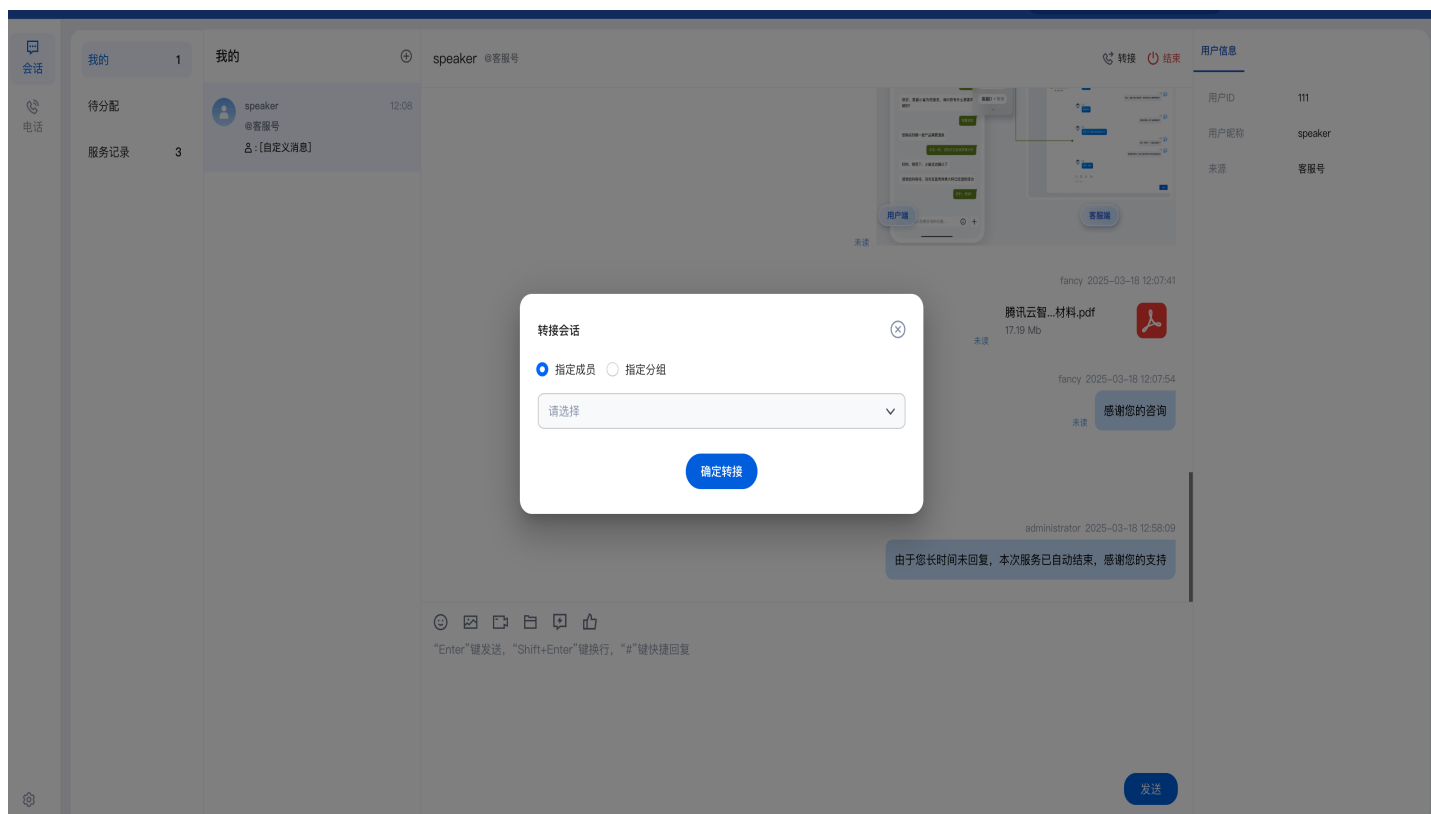 会话
电话
我的 1
待分配
服务记录 3
我的
speaker 12:08
@客服号
: [自定义消息]
speaker @客服号
转接 结束
用户端
客服端
未读
fancy 2025-03-18 12:07:41
腾讯云智...材料.pdf
17.19 Mb
未读
fancy 2025-03-18 12:07:54
感谢您的咨询
未读
administrator 2025-03-18 12:58:09
由于您长时间未回复，本次服务已自动结束，感谢您的支持
“Enter”键发送，“Shift+Enter”键换行，“#”键快捷回复
发送
转接会话
指定成员 指定分组
请选择
确定转接
用户信息
用户ID 111
用户昵称 speaker
来源 客服号